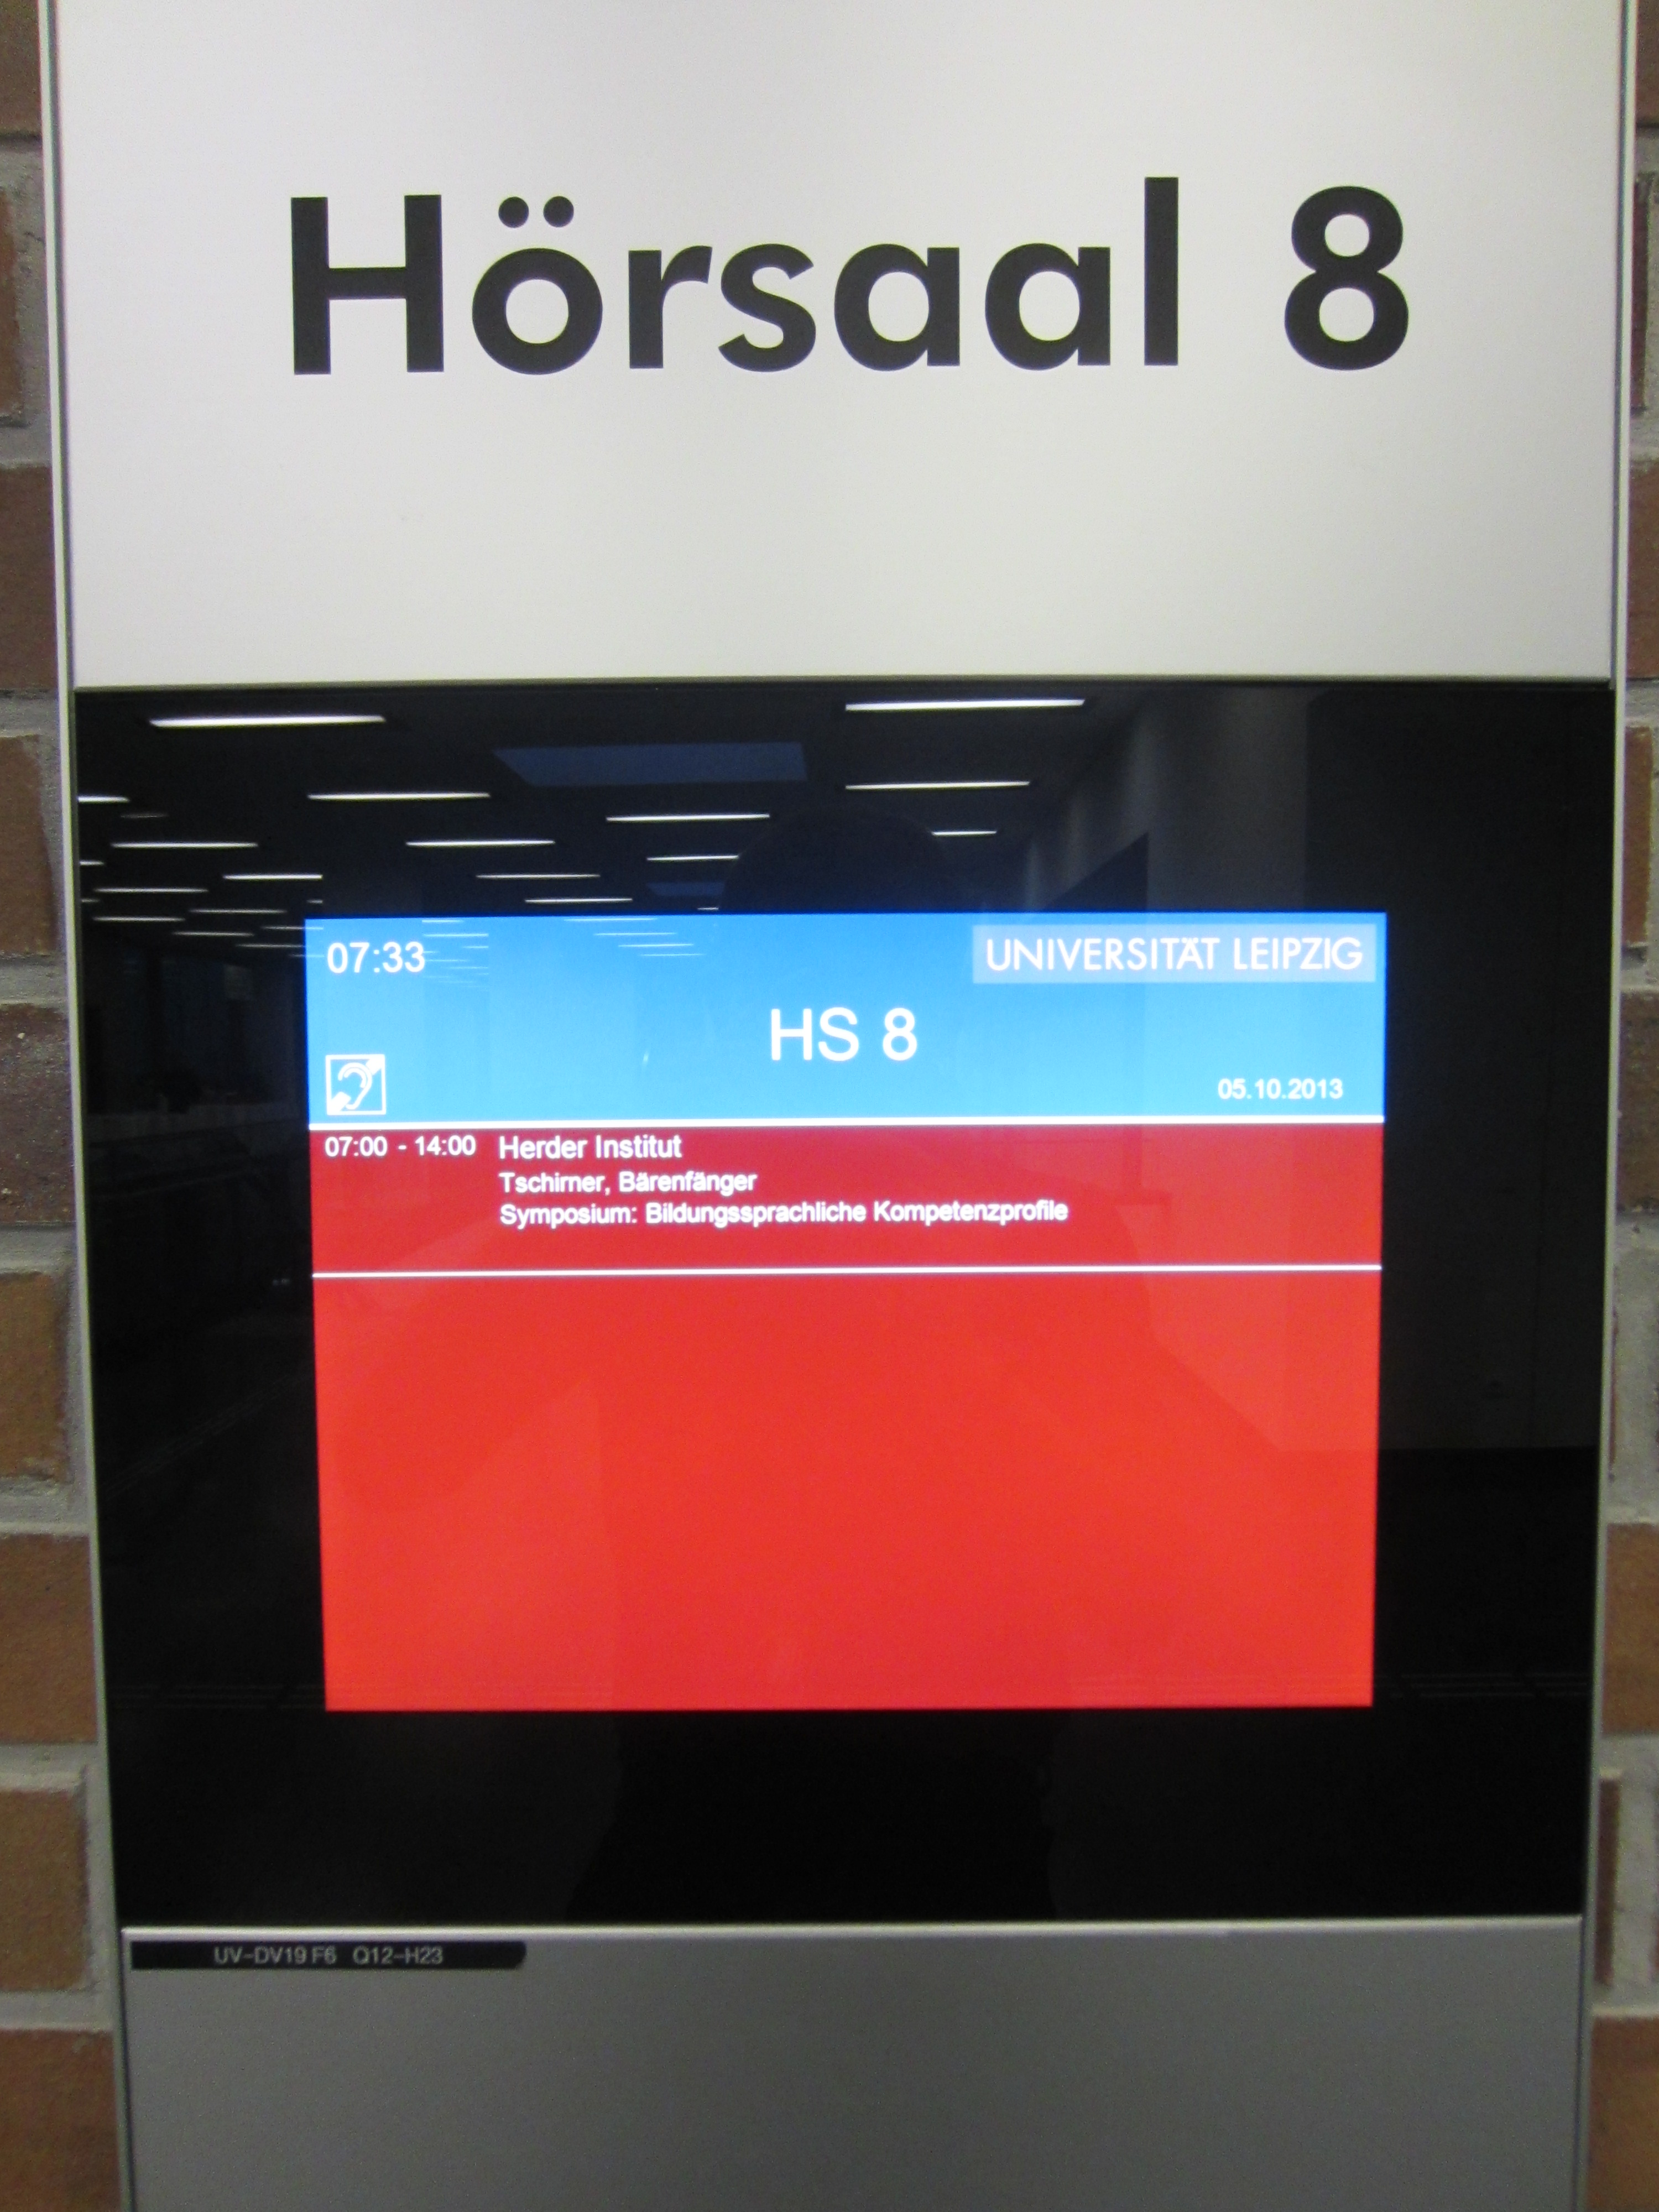 Hörsaal 8
07:33
UNIVERSITÄT LEIPZIG
HS 8
05.10.2013
07:00 - 14:00 Herder Institut
Tschirner, Bärenfänger
Symposium: Bildungssprachliche Kompetenzprofile
UV-DV19 F6 Q12-H23